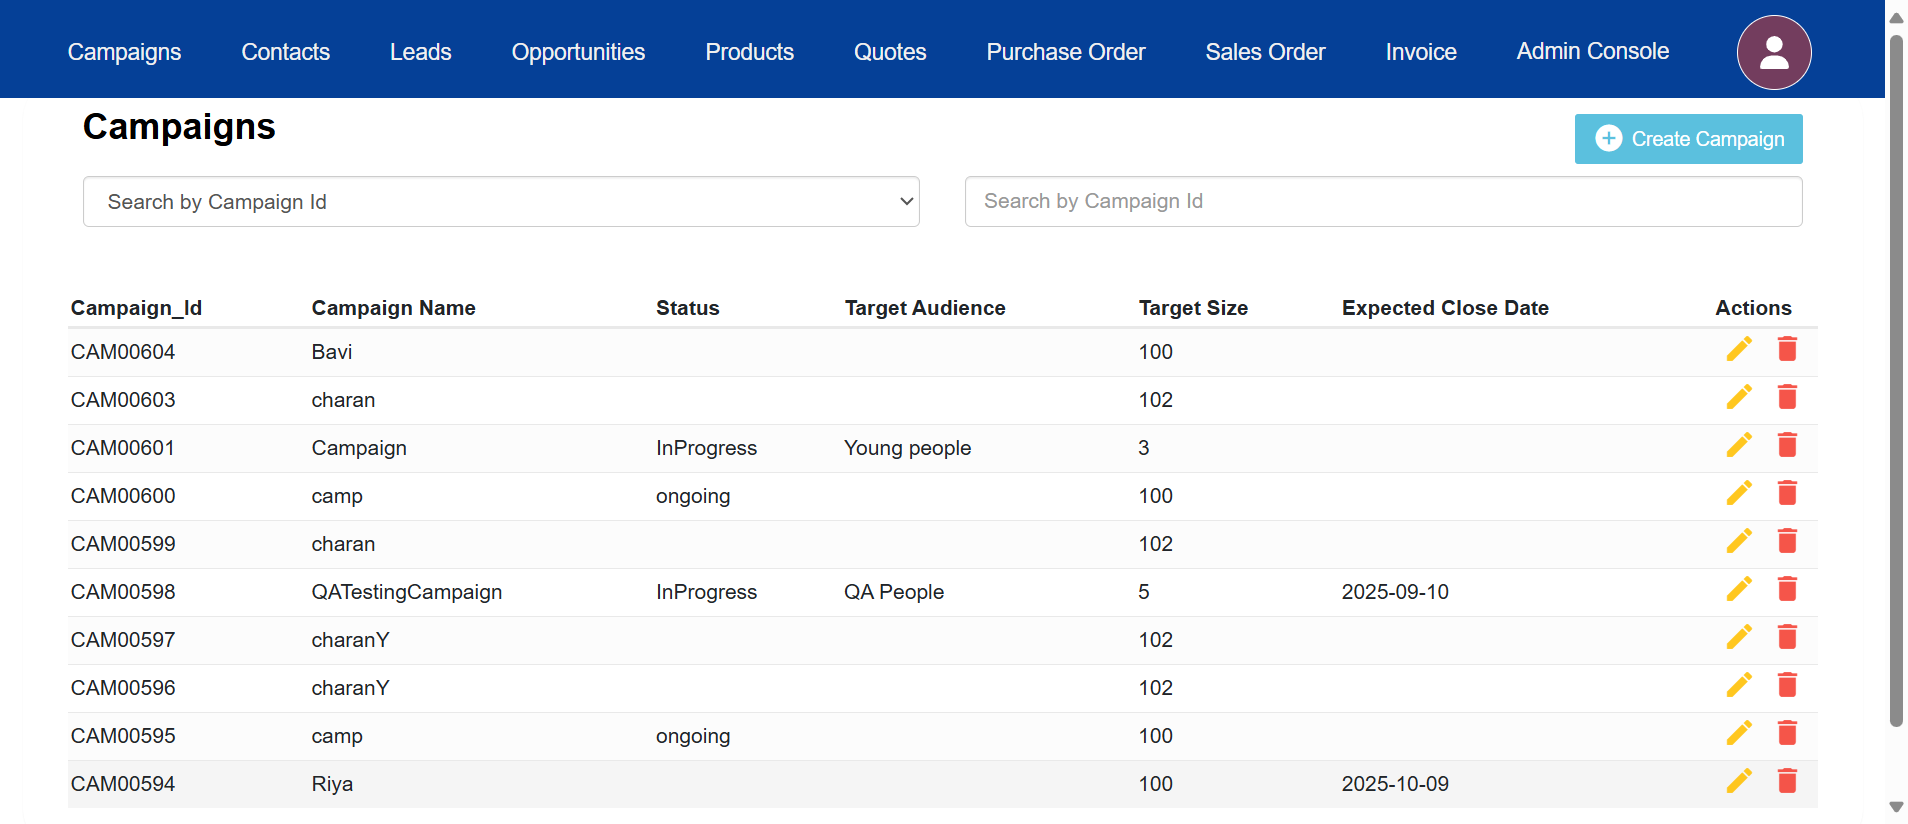 Campaigns Contacts Leads Opportunities Products Quotes Purchase Order Sales Order Invoice Admin Console
Campaigns
Create Campaign
Search by Campaign Id Search by Campaign Id
Campaign_Id Campaign Name Status Target Audience Target Size Expected Close Date Actions
CAM00604 Bavi 100
CAM00603 charan 102
CAM00601 Campaign InProgress Young people 3
CAM00600 camp ongoing 100
CAM00599 charan 102
CAM00598 QATestingCampaign InProgress QA People 5 2025-09-10
CAM00597 charanY 102
CAM00596 charanY 102
CAM00595 camp ongoing 100
CAM00594 Riya 100 2025-10-09